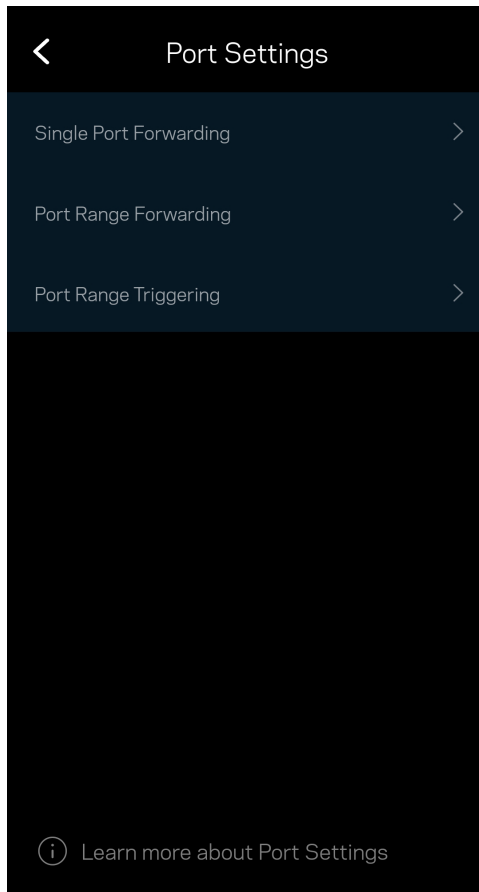 Port Settings
Single Port Forwarding
Port Range Forwarding
Port Range Triggering
Learn more about Port Settings